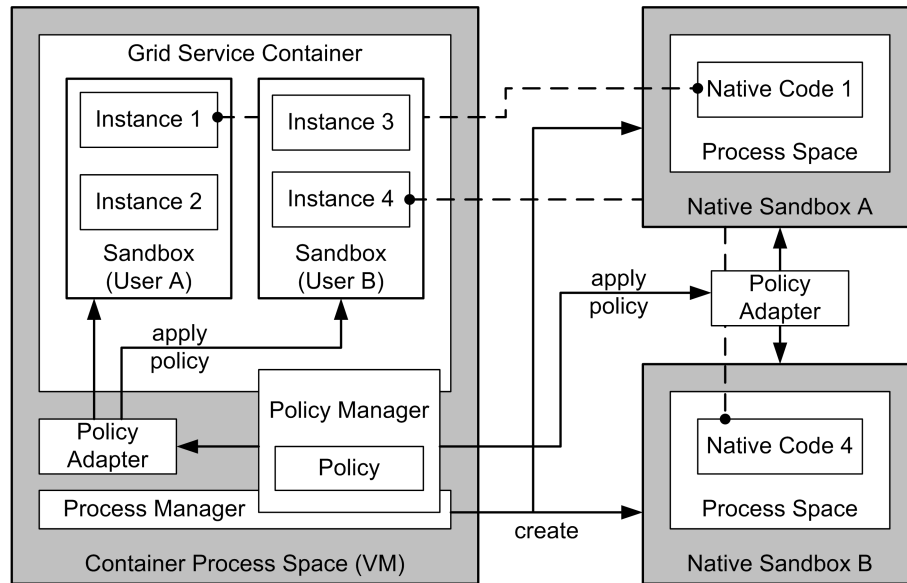 Grid Service Container
Instance 1
Instance 2
Sandbox
(User A)
Instance 3
Instance 4
Sandbox
(User B)
apply
policy
Policy
Adapter
Policy Manager
Policy
Process Manager
Container Process Space (VM)
create
apply
policy
Native Code 1
Process Space
Native Sandbox A
Policy
Adapter
Native Code 4
Process Space
Native Sandbox B